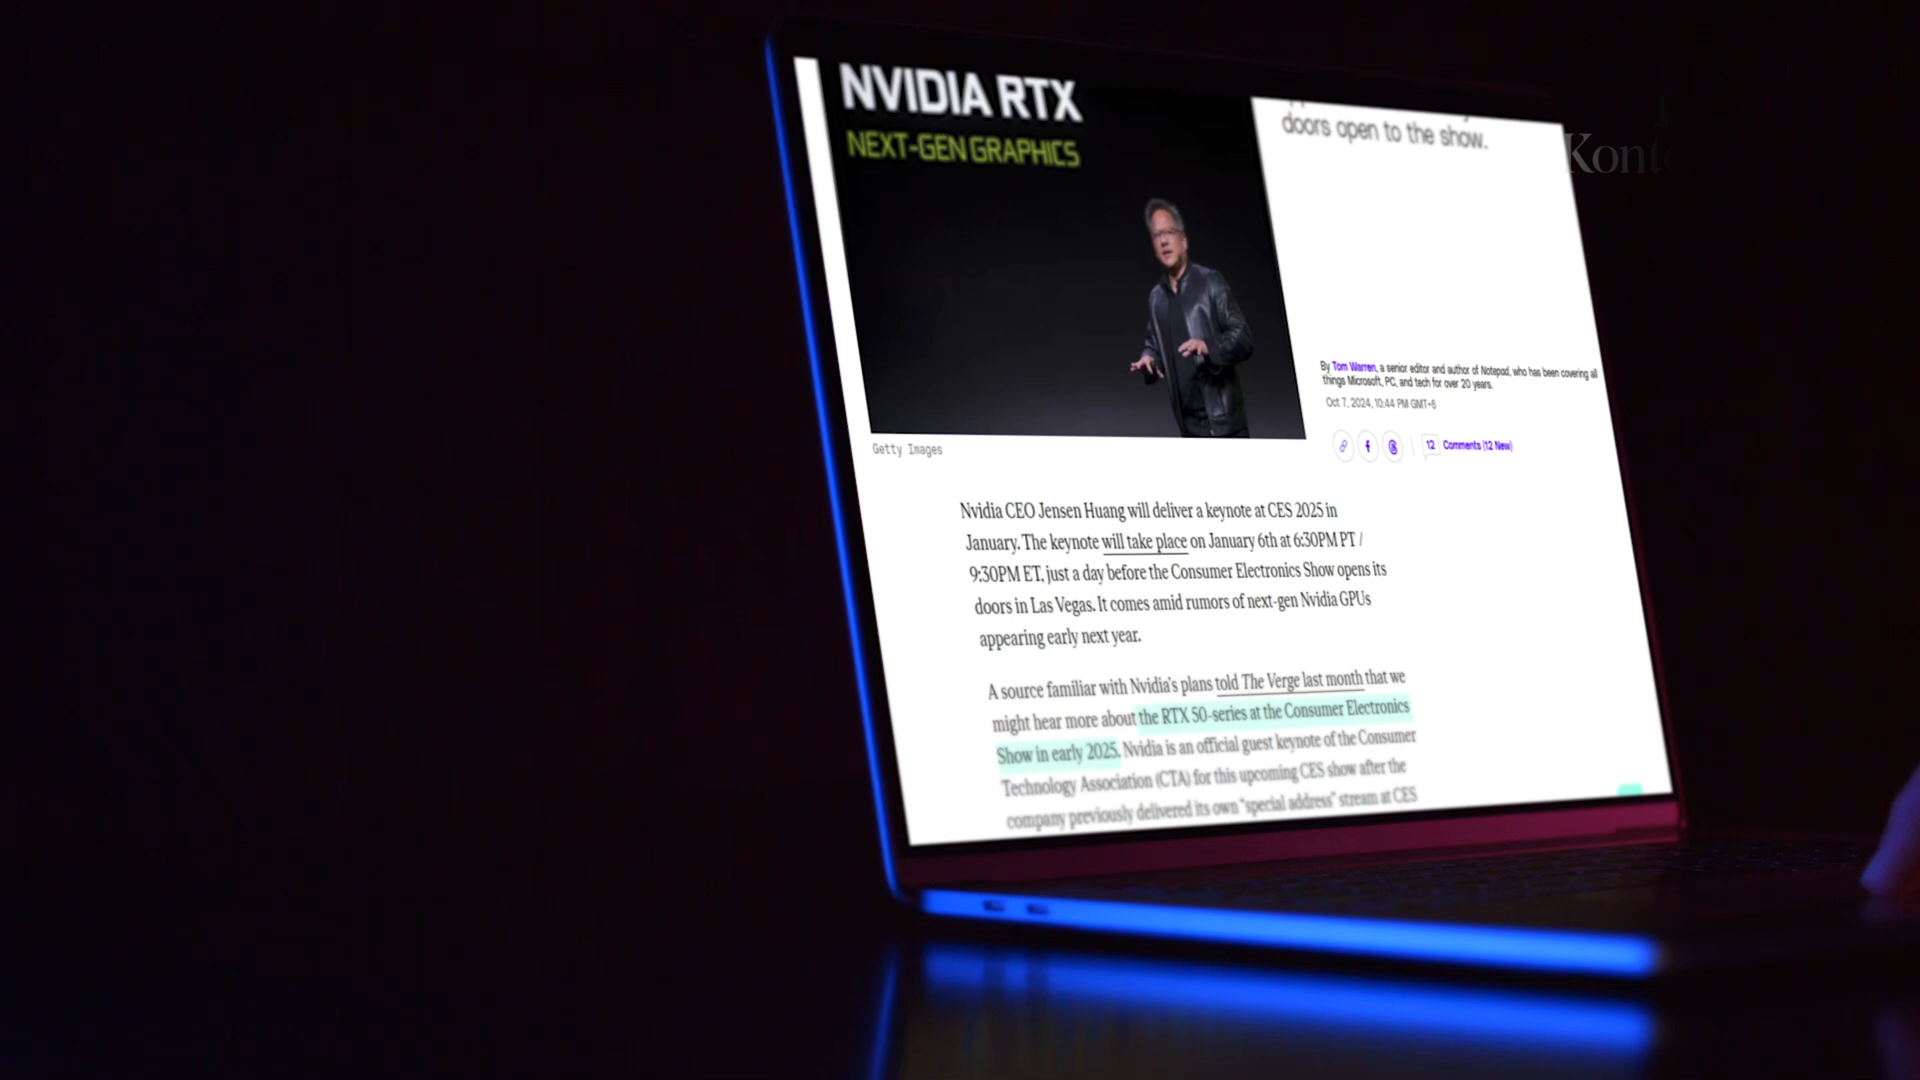 NVIDIA RTX
NEXT-GEN GRAPHICS
doors open to the show.
By Tom Warren, a senior editor and author of Notepad, who has been covering all
things Microsoft, PC, and tech for over 20 years.
Oct 7, 2024, 10:44 PM GMT+6
12 Comments (12 New)
Getty Images
Nvidia CEO Jensen Huang will deliver a keynote at CES 2025 in
January. The keynote will take place on January 6th at 6:30PM PT /
9:30PM ET, just a day before the Consumer Electronics Show opens its
doors in Las Vegas. It comes amid rumors of next-gen Nvidia GPUs
appearing early next year.
A source familiar with Nvidia's plans told The Verge last month that we
might hear more about the RTX 50-series at the Consumer Electronics
Show in early 2025. Nvidia is an official guest keynote of the Consumer
Technology Association (CTA) for this upcoming CES show after the
company previously delivered its own "special address" stream at CES